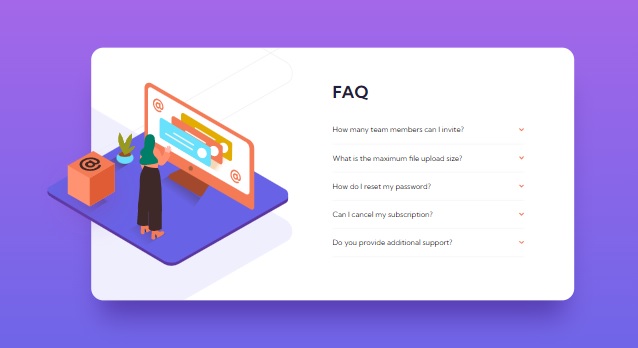 FAQ
How many team members can I invite?
What is the maximum file upload size?
How do I reset my password?
Can I cancel my subscription?
Do you provide additional support?
@
@
@